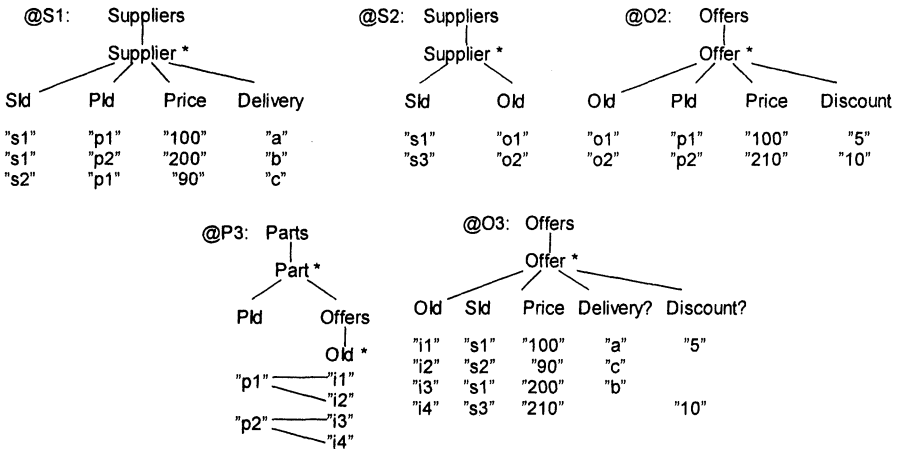 @S1: Suppliers @S2: Suppliers @O2: Offers
Supplier * Supplier * Offer *
SId PId Price Delivery SId OId OId PId Price Discount
"s1" "p1" "100" "a" "s1" "o1" "o1" "p1" "100" "5"
"s1" "p2" "200" "b" "s3" "o2" "o2" "p2" "210" "10"
"s2" "p1" "90" "c"
@P3: Parts @O3: Offers
Part * Offer *
PId Offers OId SId Price Delivery? Discount?
OId *
"p1" "i1" "i1" "s1" "100" "a" "5"
"i2" "i2" "s2" "90" "c"
"p2" "i3" "i3" "s1" "200" "b"
"i4" "i4" "s3" "210" "10"